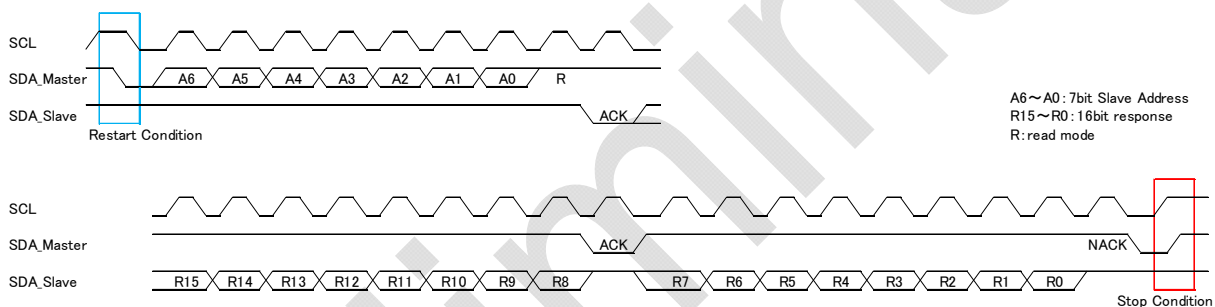 SCL
SDA_Master A6 A5 A4 A3 A2 A1 A0 R
SDA_Slave ACK
Restart Condition
A6～A0：7bit Slave Address
R15～R0：16bit response
R：read mode
SCL
SDA_Master ACK NACK
SDA_Slave R15 R14 R13 R12 R11 R10 R9 R8 R7 R6 R5 R4 R3 R2 R1 R0
Stop Condition